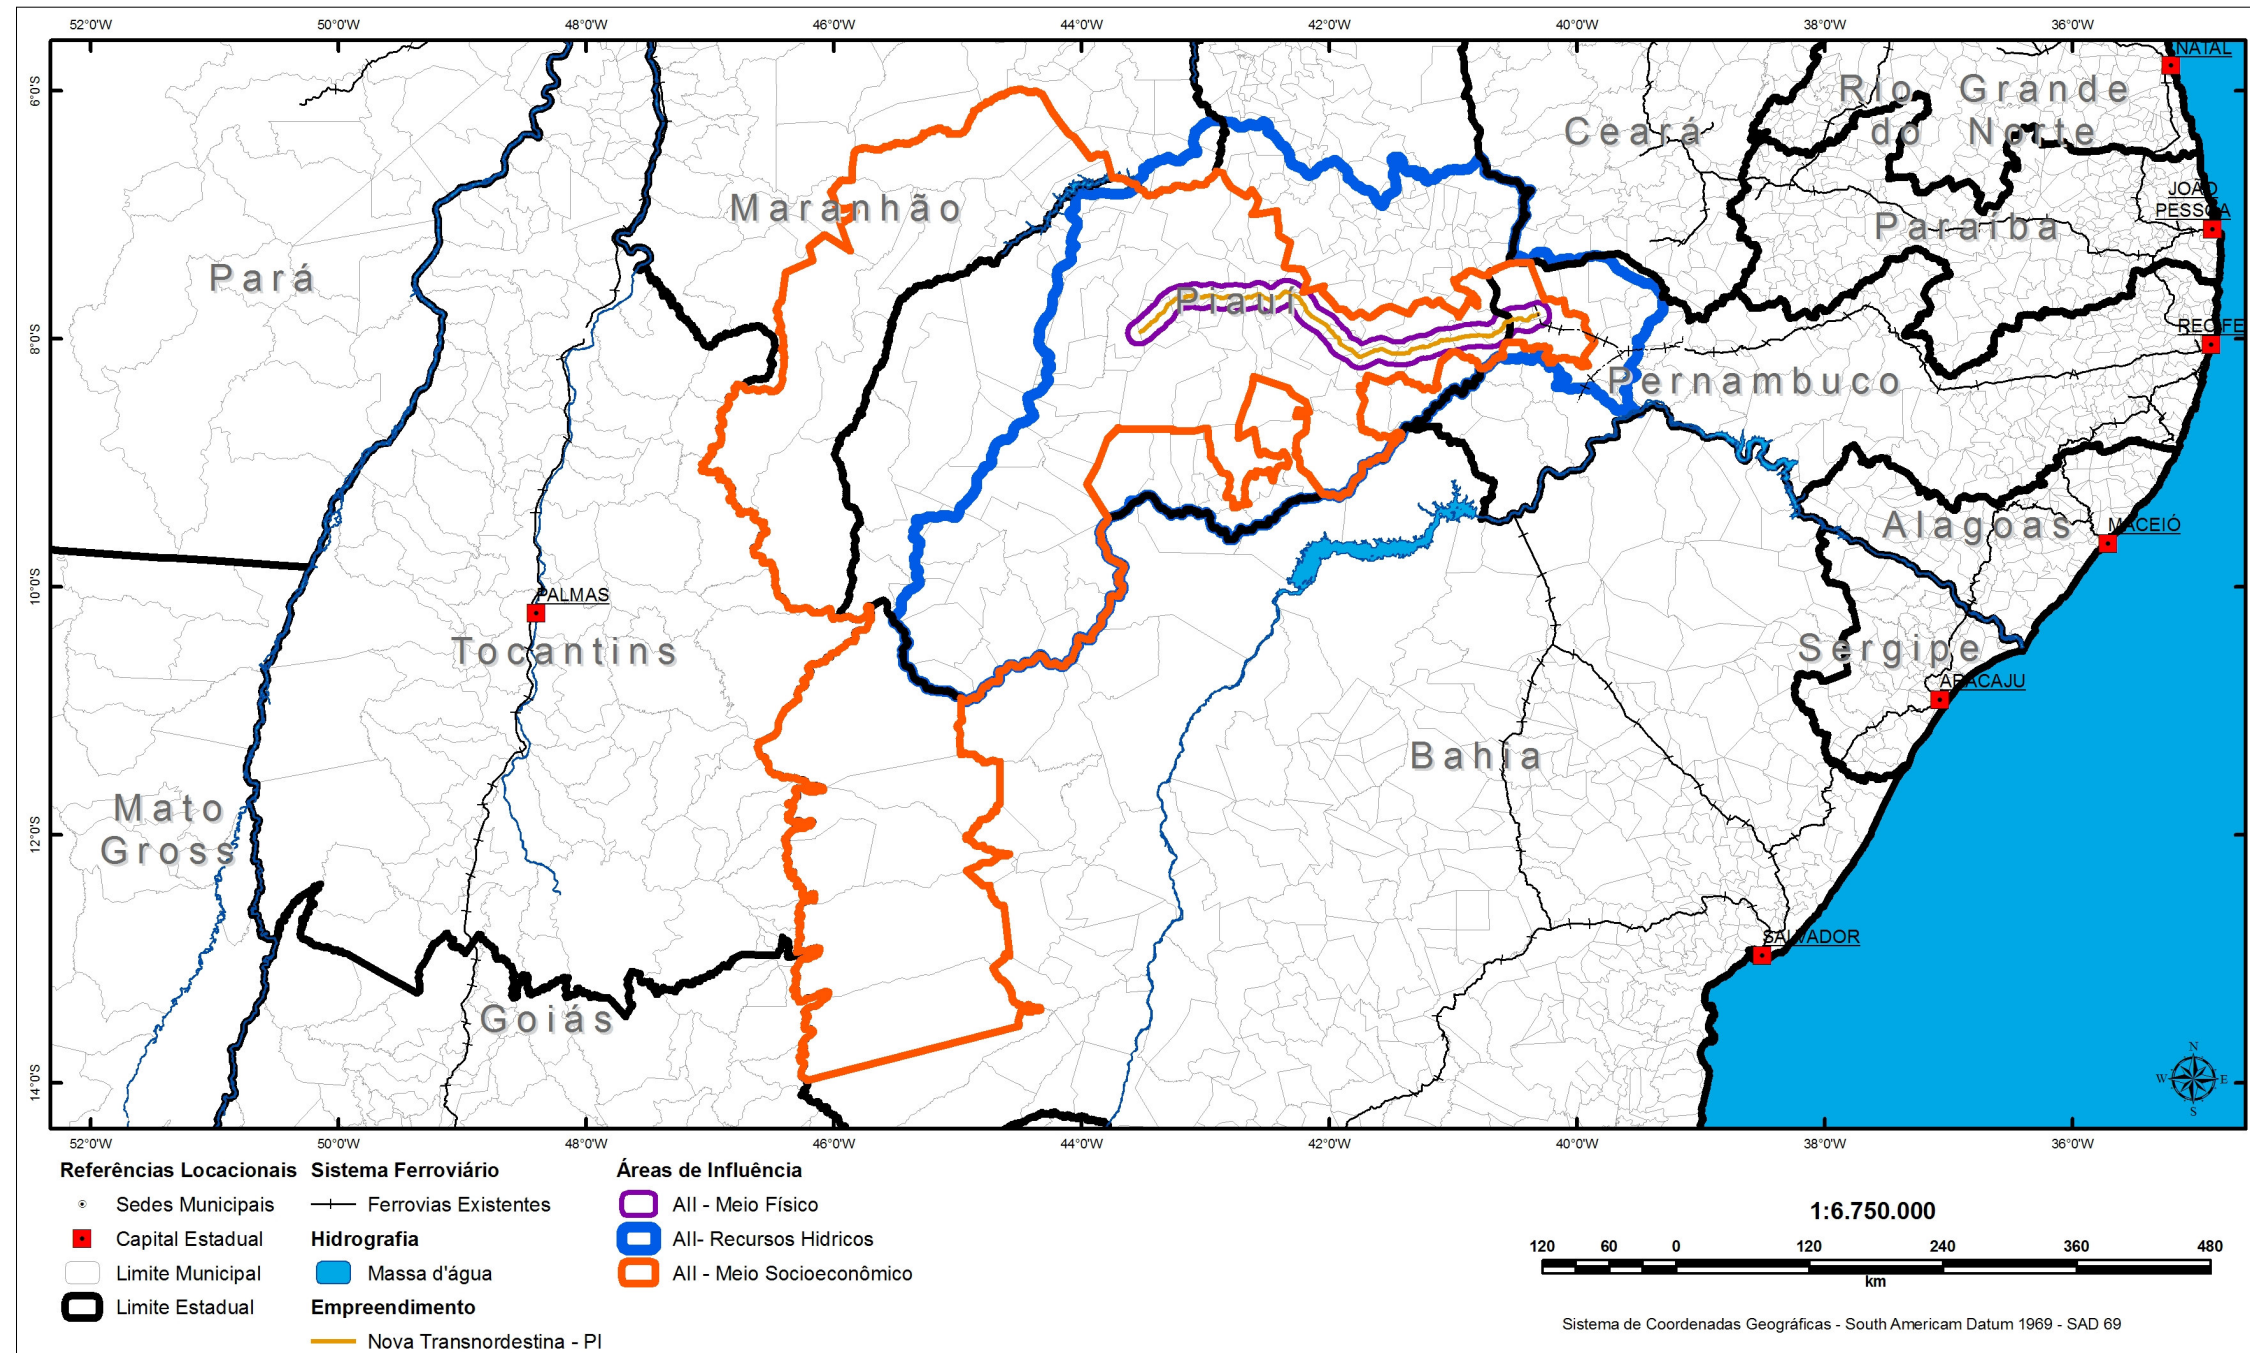 52°0'W 50°0'W 48°0'W 46°0'W 44°0'W 42°0'W 40°0'W 38°0'W 36°0'W
6°0'S
8°0'S
10°0'S
12°0'S
14°0'S
NATAL
Rio Grande
do Norte
Ceará
JOÃO
PESSOA
Maranhão
Paraíba
Pará
Piauí
RECIFE
Pernambuco
Alagoas
MACEIÓ
PALMAS
Tocantins
Sergipe
ARACAJU
Bahia
Mato
Gross
SALVADOR
Goiás
N
W E
S
52°0'W 50°0'W 48°0'W 46°0'W 44°0'W 42°0'W 40°0'W 38°0'W 36°0'W
Referências Locacionais
Sedes Municipais
Capital Estadual
Limite Municipal
Limite Estadual
Sistema Ferroviário
Ferrovias Existentes
Hidrografia
Massa d'água
Empreendimento
Nova Transnordestina - PI
Áreas de Influência
AII - Meio Físico
AII- Recursos Hidricos
AII - Meio Socioeconômico
1:6.750.000
120 60 0 120 240 360 480
km
Sistema de Coordenadas Geográficas - South Americam Datum 1969 - SAD 69